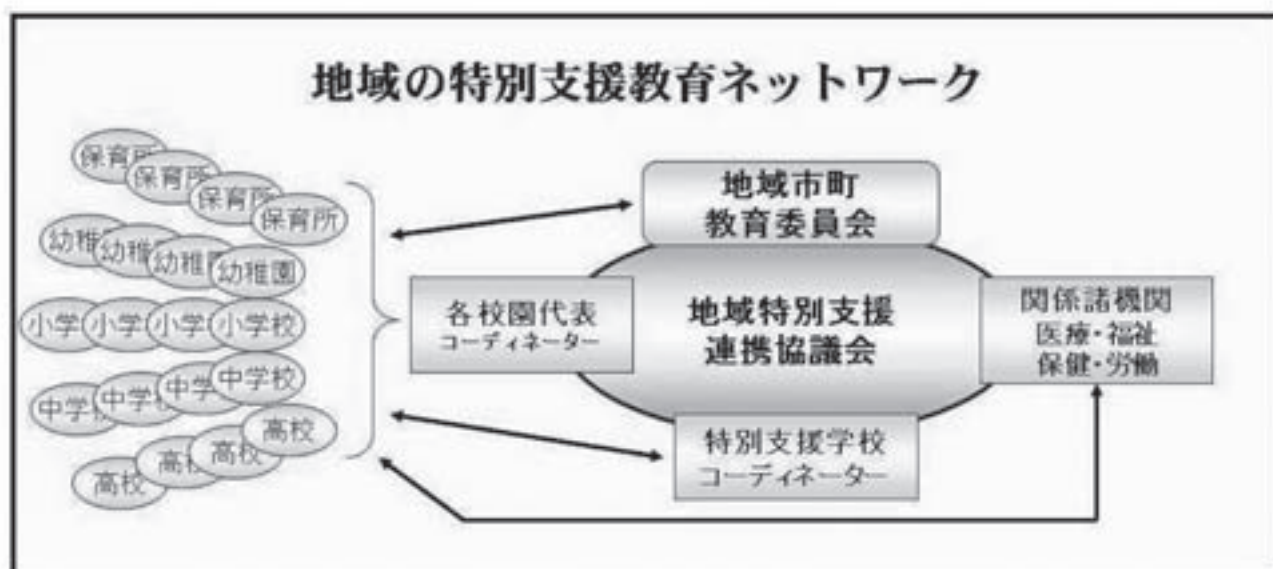 地域の特別支援教育ネットワーク
保育所
保育所
保育所
保育所
幼稚園
幼稚園
幼稚園
幼稚園
小学校
小学校
小学校
小学校
中学校
中学校
中学校
中学校
高校
高校
高校
高校
地域市町
教育委員会
各校園代表
コーディネーター
地域特別支援
連携協議会
関係諸機関
医療・福祉
保健・労働
特別支援学校
コーディネーター